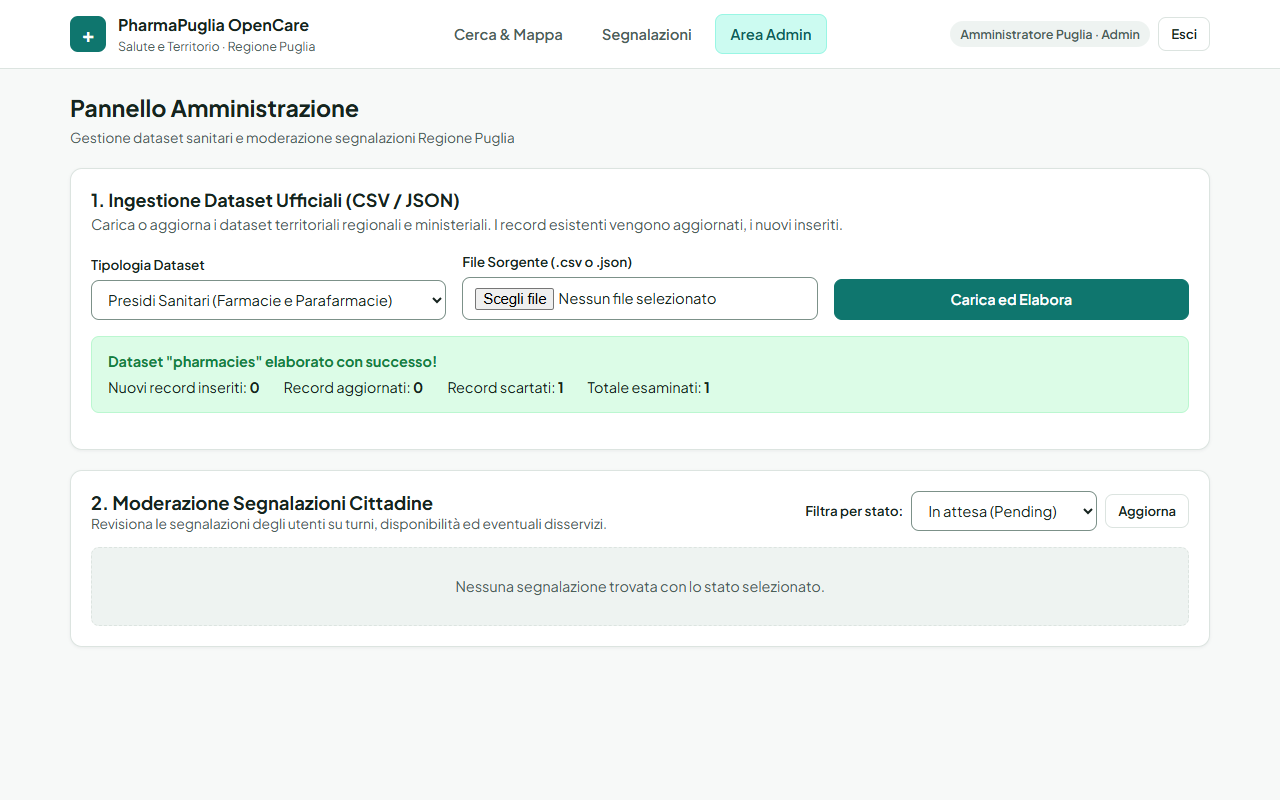 +
PharmaPuglia OpenCare
Salute e Territorio · Regione Puglia
Cerca & Mappa
Segnalazioni
Area Admin
Amministratore Puglia · Admin
Esci
Pannello Amministrazione
Gestione dataset sanitari e moderazione segnalazioni Regione Puglia
1. Ingestione Dataset Ufficiali (CSV / JSON)
Carica o aggiorna i dataset territoriali regionali e ministeriali. I record esistenti vengono aggiornati, i nuovi inseriti.
Tipologia Dataset
Presidi Sanitari (Farmacie e Parafarmacie)
File Sorgente (.csv o .json)
Scegli file Nessun file selezionato
Carica ed Elabora
Dataset "pharmacies" elaborato con successo!
Nuovi record inseriti: 0 Record aggiornati: 0 Record scartati: 1 Totale esaminati: 1
2. Moderazione Segnalazioni Cittadine
Revisiona le segnalazioni degli utenti su turni, disponibilità ed eventuali disservizi.
Filtra per stato:
In attesa (Pending)
Aggiorna
Nessuna segnalazione trovata con lo stato selezionato.